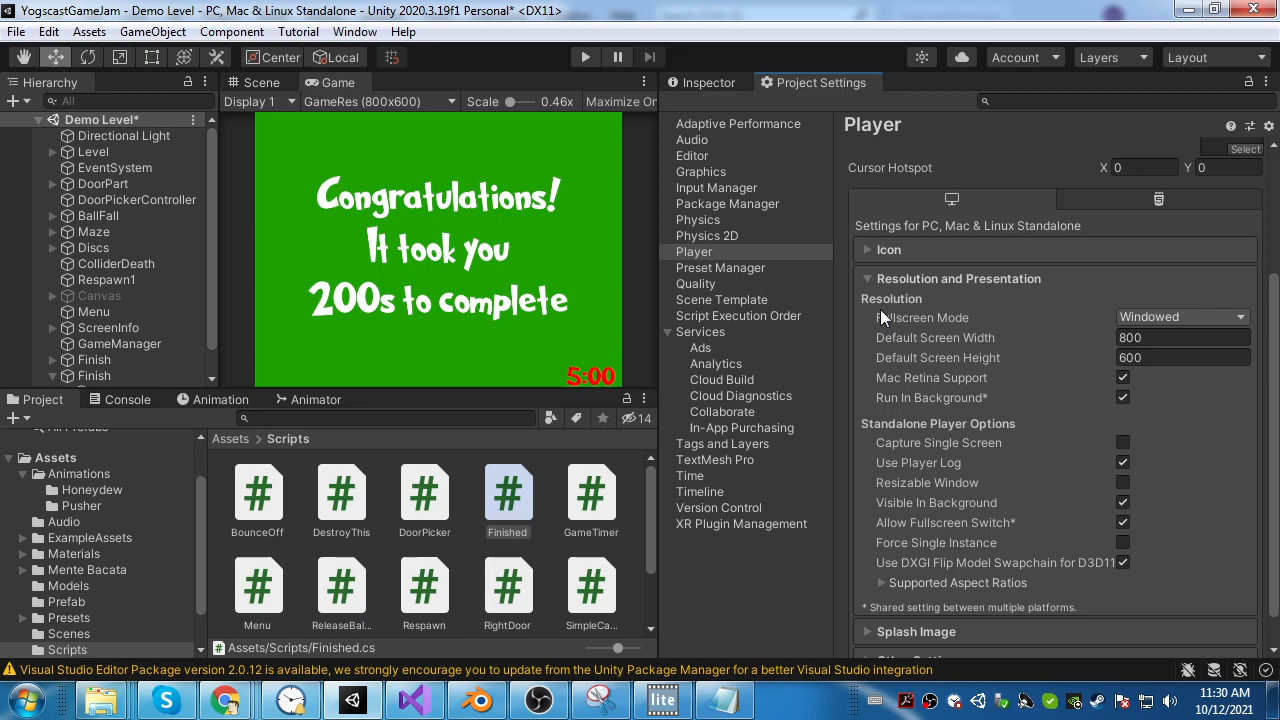 YogscastGameJam - Demo Level - PC, Mac & Linux Standalone - Unity 2020.3.19f1 Personal* <DX11>
File Edit Assets GameObject Component Tutorial Window Help
Center Local Account Layers Layout
Hierarchy
All
Demo Level*
Directional Light
Level
EventSystem
DoorPart
DoorPickerController
BallFall
Maze
Discs
ColliderDeath
Respawn1
Canvas
Menu
ScreenInfo
GameManager
Finish
Finish
Scene Game
Display 1 GameRes (800x600) Scale 0.46x Maximize On
Congratulations!
It took you
200s to complete
5:00
Project Console Animation Animator
14
Assets
Animations
Honeydew
Pusher
Audio
ExampleAssets
Materials
Mente Bacata
Models
Prefab
Presets
Scenes
Scripts
Assets > Scripts
BounceOff DestroyThis DoorPicker Finished GameTimer
Menu ReleaseBal... Respawn RightDoor SimpleCa...
Assets/Scripts/Finished.cs
Inspector Project Settings
Adaptive Performance
Audio
Editor
Graphics
Input Manager
Package Manager
Physics
Physics 2D
Player
Preset Manager
Quality
Scene Template
Script Execution Order
Services
Ads
Analytics
Cloud Build
Cloud Diagnostics
Collaborate
In-App Purchasing
Tags and Layers
TextMesh Pro
Time
Timeline
Version Control
XR Plugin Management
Player
Select
Cursor Hotspot X 0 Y 0
Settings for PC, Mac & Linux Standalone
Icon
Resolution and Presentation
Resolution
Fullscreen Mode Windowed
Default Screen Width 800
Default Screen Height 600
Mac Retina Support
Run In Background*
Standalone Player Options
Capture Single Screen
Use Player Log
Resizable Window
Visible In Background
Allow Fullscreen Switch*
Force Single Instance
Use DXGI Flip Model Swapchain for D3D11
Supported Aspect Ratios
* Shared setting between multiple platforms.
Splash Image
Visual Studio Editor Package version 2.0.12 is available, we strongly encourage you to update from the Unity Package Manager for a better Visual Studio integration
lite
11:30 AM
10/12/2021